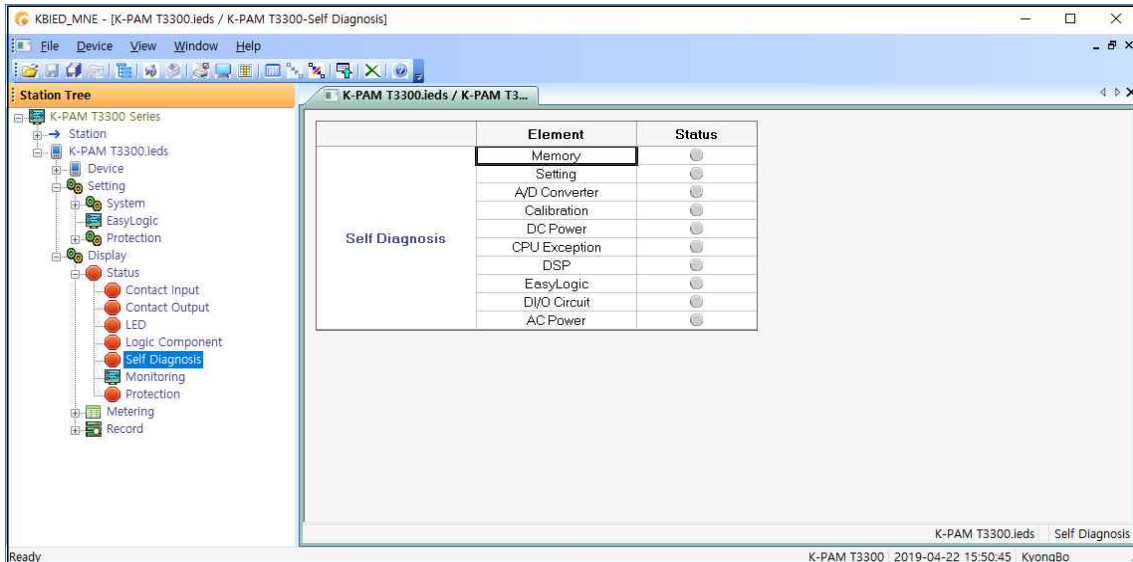 KBIED_MNE - [K-PAM T3300.ieds / K-PAM T3300-Self Diagnosis]
File Device View Window Help
Station Tree
K-PAM T3300.ieds / K-PAM T3...
K-PAM T3300 Series
Station
K-PAM T3300.ieds
Device
Setting
System
EasyLogic
Protection
Display
Status
Contact Input
Contact Output
LED
Logic Component
Self Diagnosis
Monitoring
Protection
Metering
Record
Element Status
Self Diagnosis
Memory
Setting
A/D Converter
Calibration
DC Power
CPU Exception
DSP
EasyLogic
DI/O Circuit
AC Power
K-PAM T3300.ieds Self Diagnosis
Ready K-PAM T3300 2019-04-22 15:50:45 KyongBo